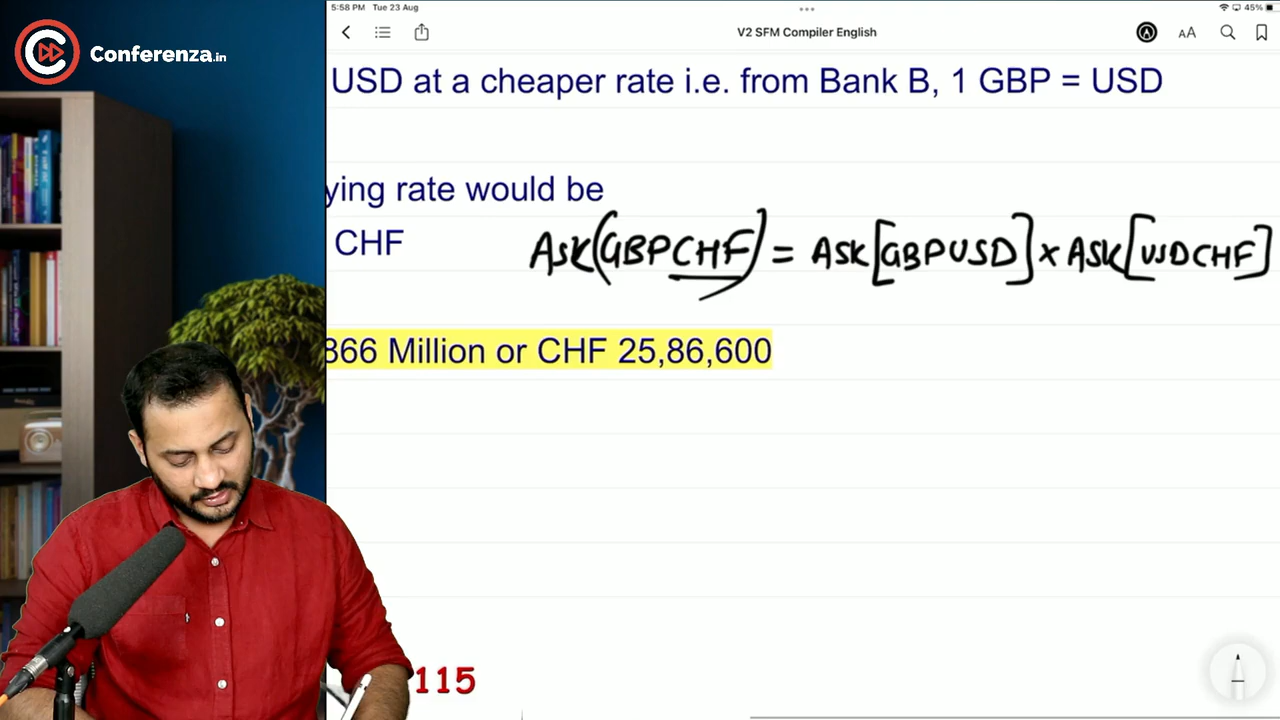 5:58 PM Tue 23 Aug
45%
V2 SFM Compiler English
AA
Conferenza.in
USD at a cheaper rate i.e. from Bank B, 1 GBP = USD
ying rate would be
CHF
ASK(GBPCHF) = ASK[GBPUSD] x ASK[USDCHF]
866 Million or CHF 25,86,600
115